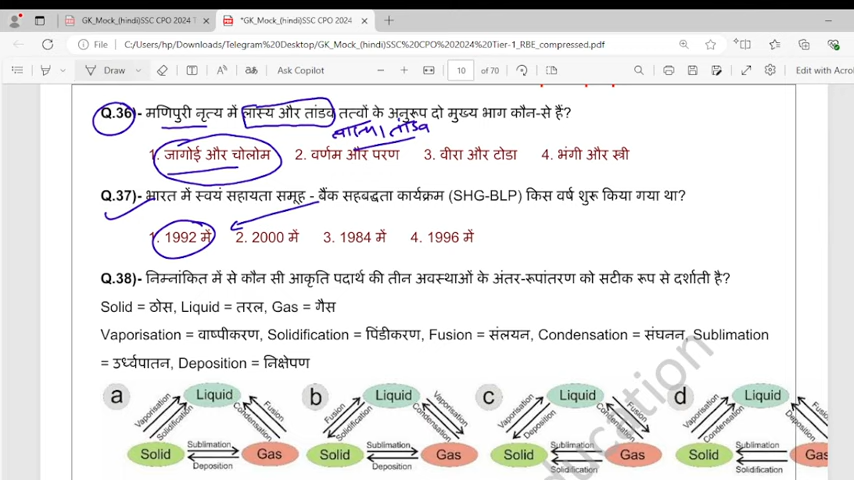 GK_Mock_(hindi)SSC CPO 2024 T
*GK_Mock_(hindi)SSC CPO 2024
File
C:/Users/hp/Downloads/Telegram%20Desktop/GK_Mock_(hindi)SSC%20CPO%202024%20Tier-1_RBE_compressed.pdf
Draw
Ask Copilot
10 of 70
Edit with Acrob
Q.36)- मणिपुरी नृत्य में लास्य और तांडव तत्वों के अनुरूप दो मुख्य भाग कौन-से हैं?
1. जागोई और चोलोम 2. वर्णम और परण 3. वीरा और टोडा 4. भंगी और स्त्री
Q.37)- भारत में स्वयं सहायता समूह - बैंक सहबद्धता कार्यक्रम (SHG-BLP) किस वर्ष शुरू किया गया था?
1. 1992 में 2. 2000 में 3. 1984 में 4. 1996 में
Q.38)- निम्नांकित में से कौन सी आकृति पदार्थ की तीन अवस्थाओं के अंतर-रूपांतरण को सटीक रूप से दर्शाती है?
Solid = ठोस, Liquid = तरल, Gas = गैस
Vaporisation = वाष्पीकरण, Solidification = पिंडीकरण, Fusion = संलयन, Condensation = संघनन, Sublimation
= उर्ध्वपातन, Deposition = निक्षेपण
a Liquid Vaporisation Solidification Fusion Condensation Solid Sublimation Deposition Gas
b Liquid Fusion Solidification Vaporisation Condensation Solid Sublimation Deposition Gas
c Liquid Vaporisation Deposition Fusion Condensation Solid Sublimation Solidification Gas
d Liquid Vaporisation Condensation Fusion Solid Sublimation Solidification Gas